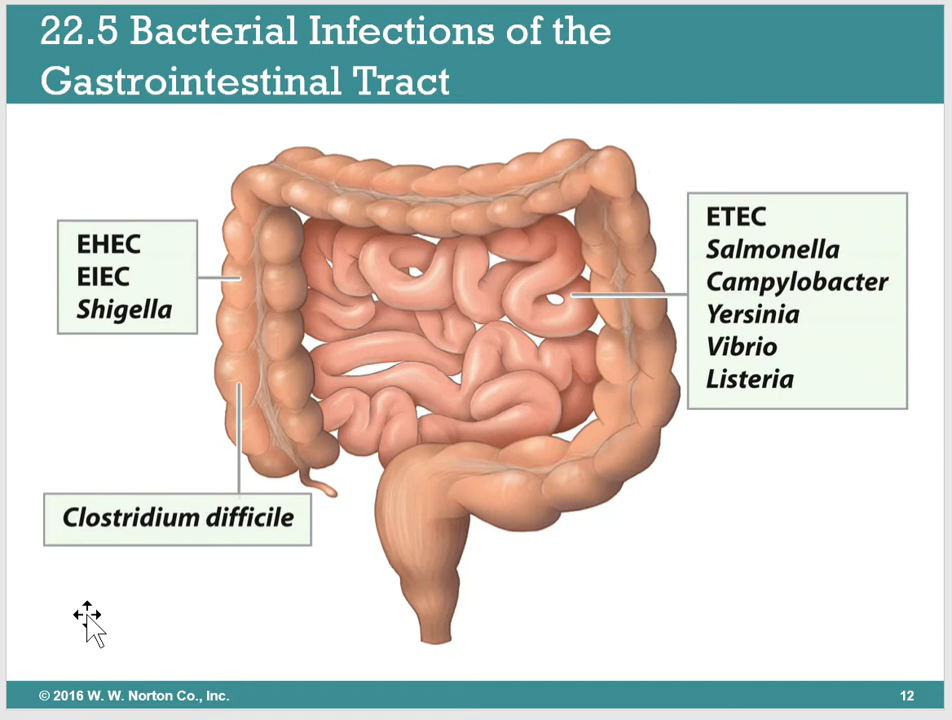 22.5 Bacterial Infections of the
Gastrointestinal Tract
EHEC
EIEC
Shigella
ETEC
Salmonella
Campylobacter
Yersinia
Vibrio
Listeria
Clostridium difficile
© 2016 W. W. Norton Co., Inc.
12